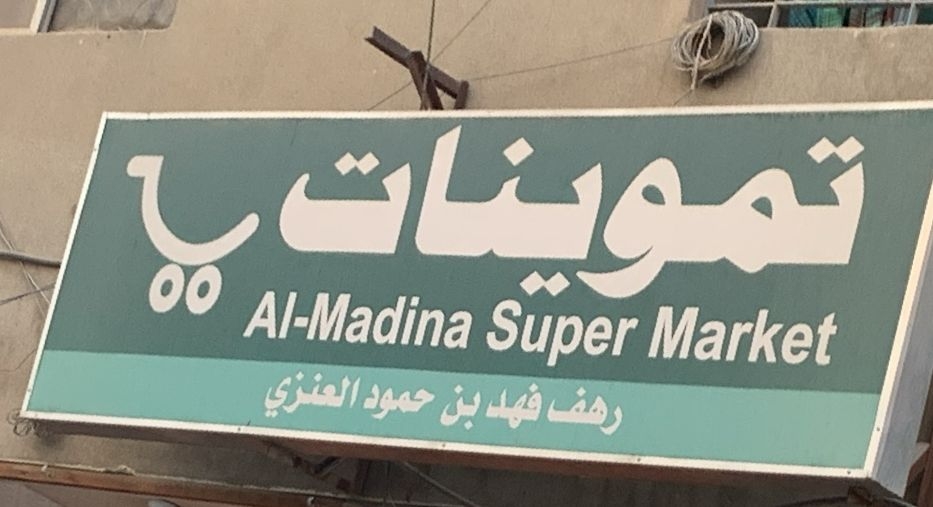 تموينات
Al-Madina Super Market
رهف فهد بن حمود العنزي